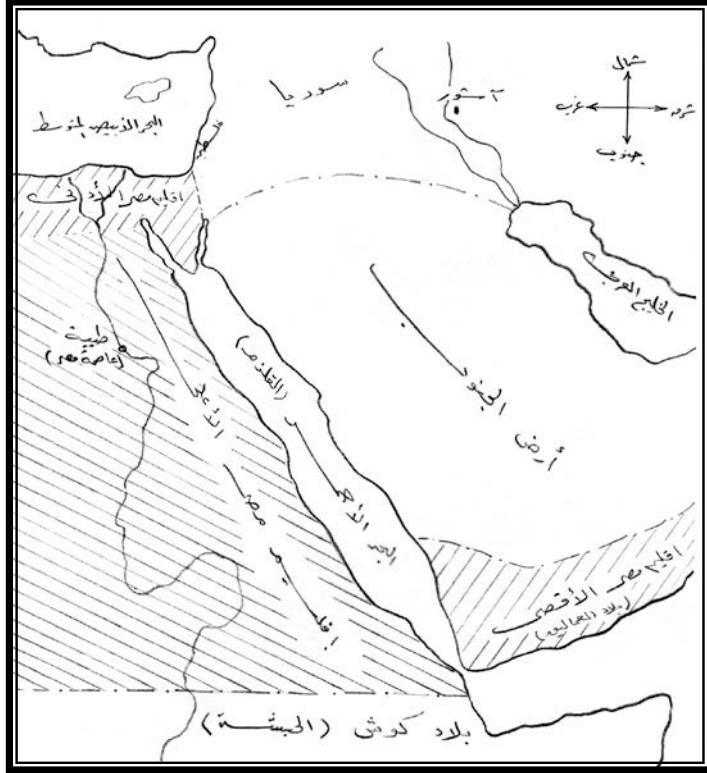 شمال
شرق
غرب
جنوب
سوريا
آشور
البحر الأبيض المتوسط
اقليم مصر الأدنى
الخليج العربي
طيبة
(عاصمة مصر)
البحر الأحمر (القلزم)
أرض الجنوب
اقليم مصر الأعلى
اقليم مصر الأقصى
(بلاد العماليق)
بلاد كوش (الحبشة)